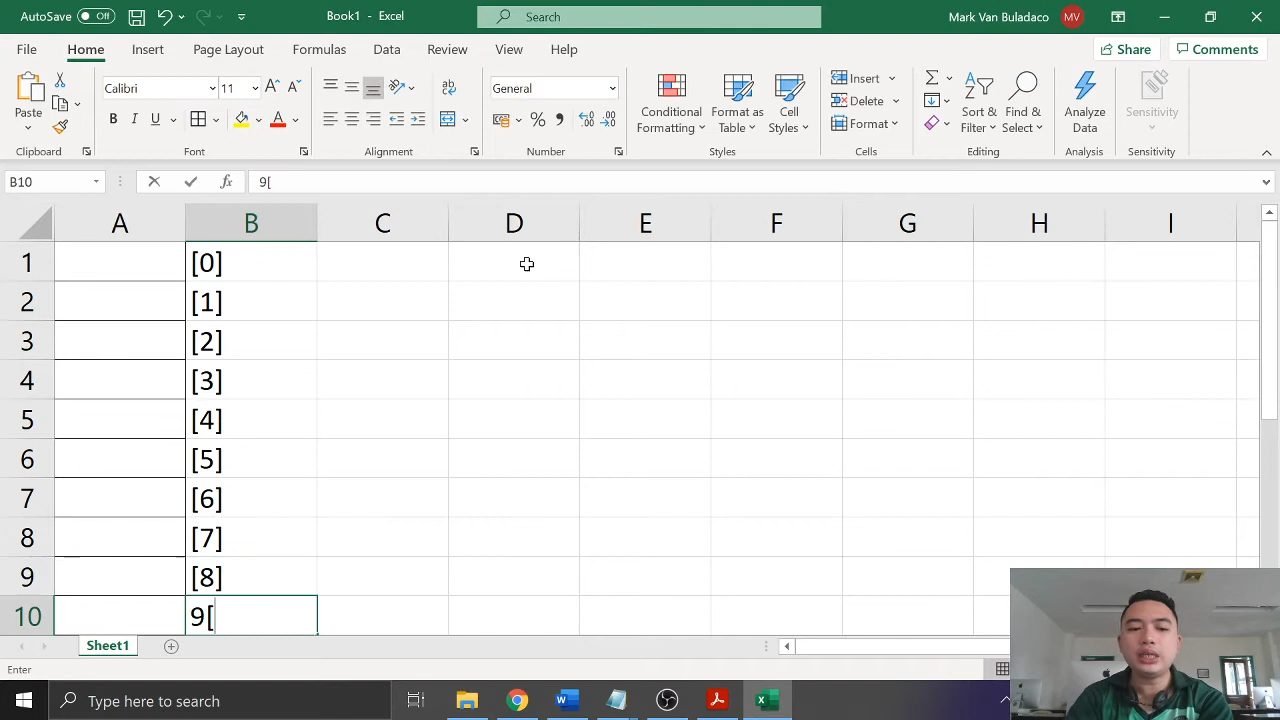 AutoSave Off Book1 - Excel Search Mark Van Buladaco MV
File Home Insert Page Layout Formulas Data Review View Help Share Comments
Paste Calibri 11 General Conditional Formatting Format as Table Cell Styles Insert Delete Format Sort & Filter Find & Select Analyze Data Sensitivity
B I U
Clipboard Font Alignment Number Styles Cells Editing Analysis Sensitivity
B10 fx 9[
A B C D E F G H I
1 [0]
2 [1]
3 [2]
4 [3]
5 [4]
6 [5]
7 [6]
8 [7]
9 [8]
10 9[
Sheet1
Enter
Type here to search